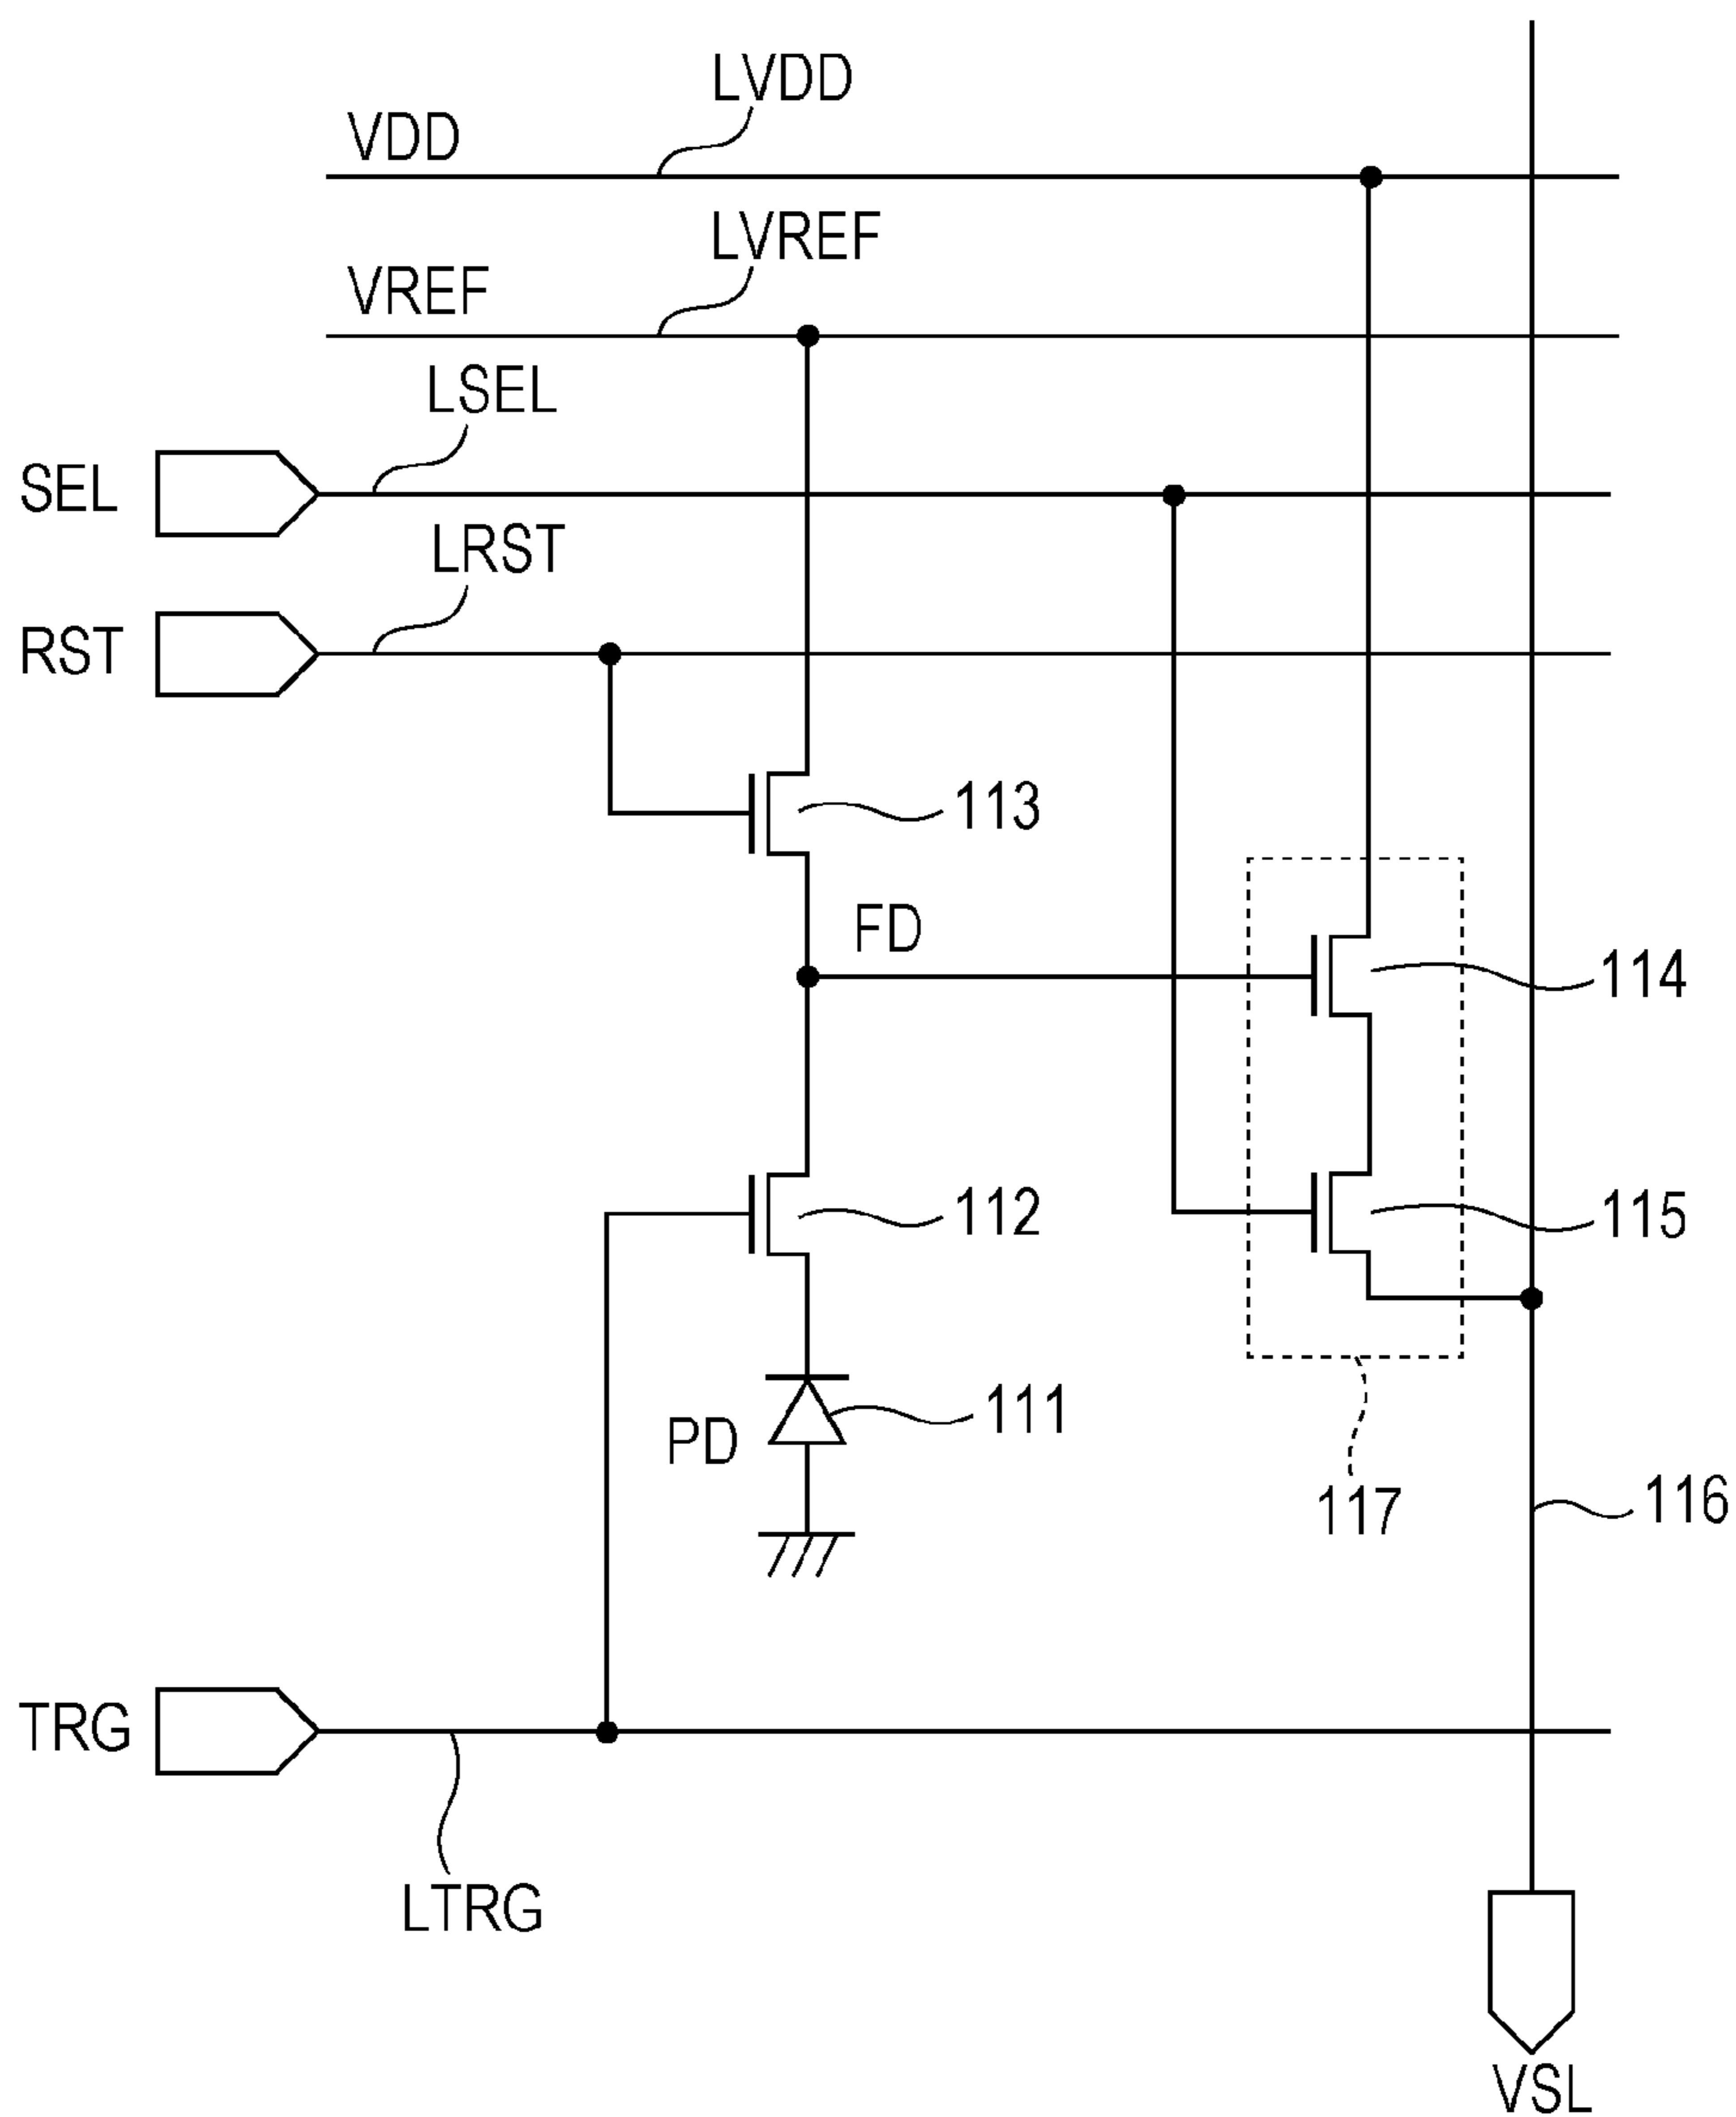 LVDD
VDD
LVREF
VREF
LSEL
SEL
LRST
RST
113
FD
114
112
115
111
PD
116
117
TRG
LTRG
VSL